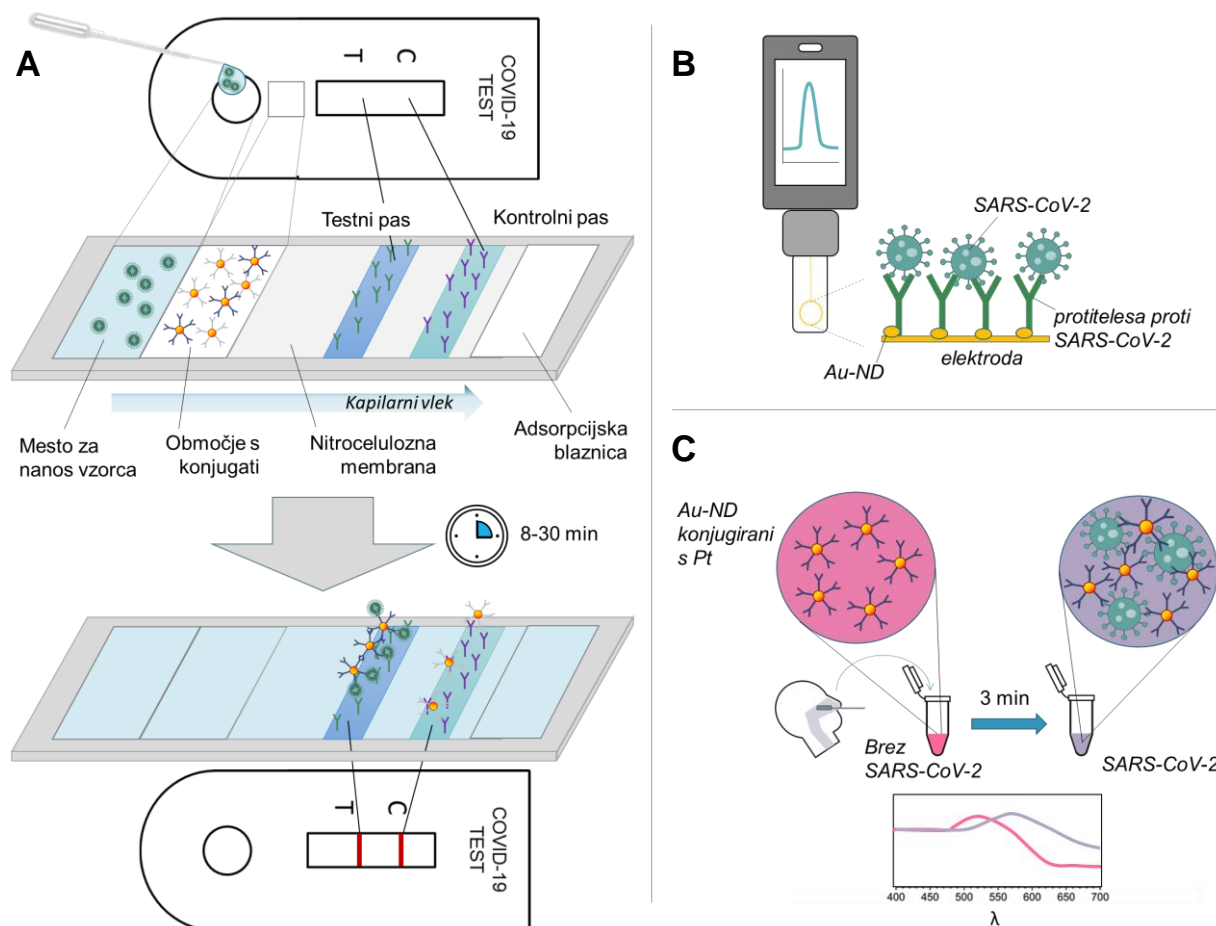 A
T
C
COVID-19
TEST
Testni pas
Kontrolni pas
Kapilarni vlek
Mesto za
nanos vzorca
Območje s
konjugati
Nitrocelulozna
membrana
Adsorpcijska
blaznica
8-30 min
T
C
COVID-19
TEST
B
SARS-CoV-2
protitelesa proti
SARS-CoV-2
elektroda
Au-ND
C
Au-ND
konjugirani
s Pt
3 min
Brez
SARS-CoV-2
SARS-CoV-2
400 450 500 550 600 650 700
λ